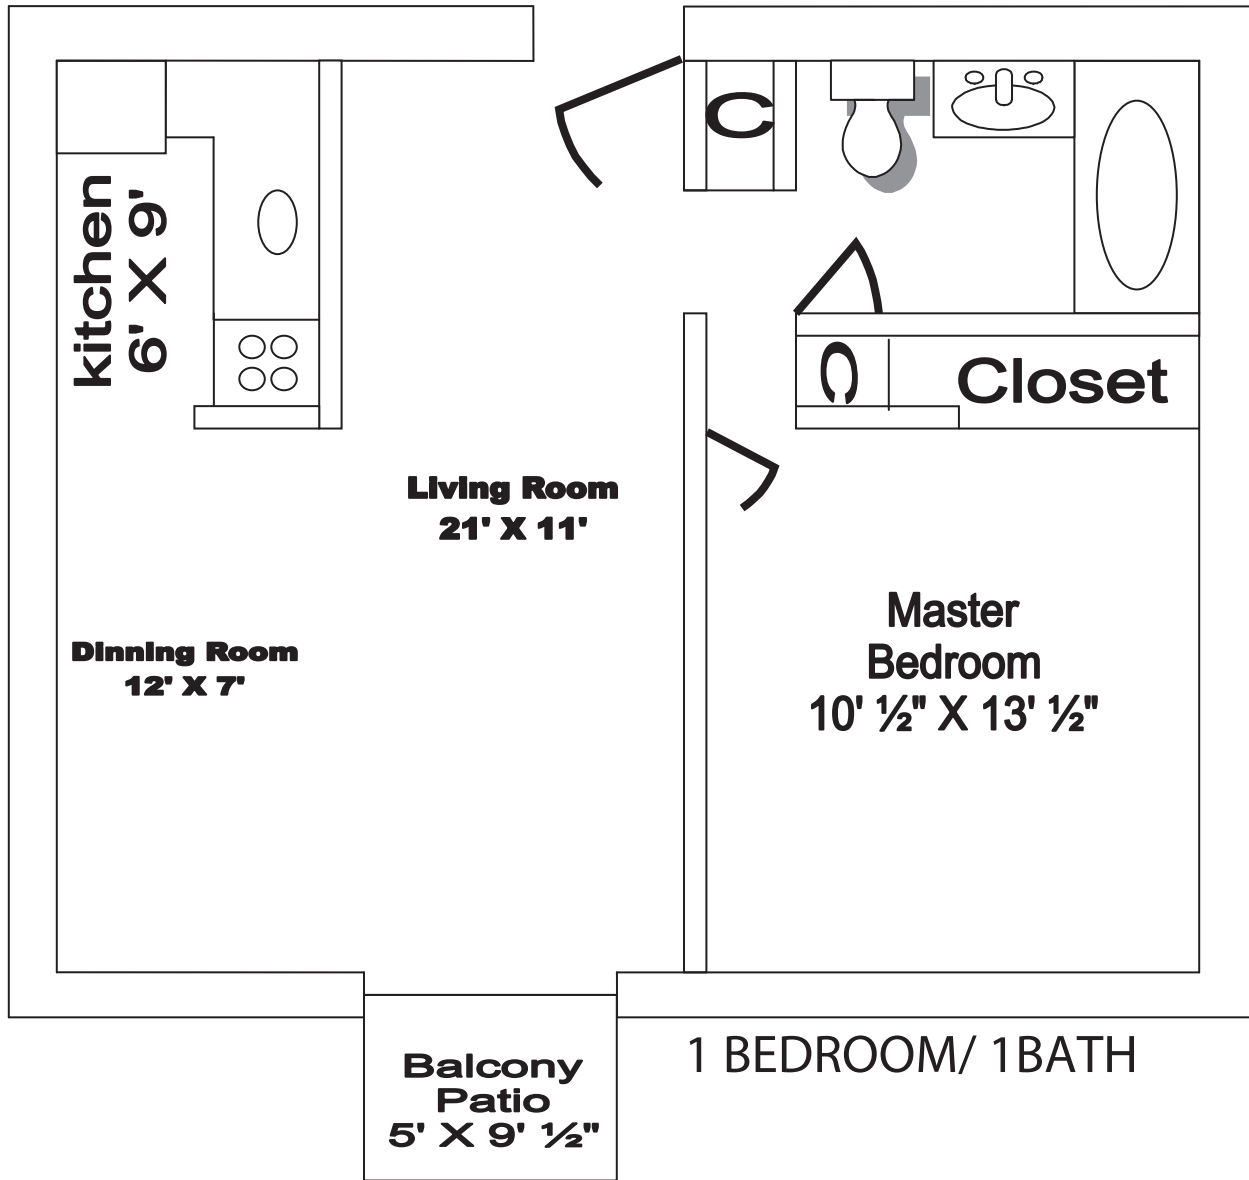 C
kitchen
6' X 9'
C
Closet
Living Room
21' X 11'
Master
Bedroom
10' ½" X 13' ½"
Dinning Room
12' X 7'
1 BEDROOM/ 1BATH
Balcony
Patio
5' X 9' ½"